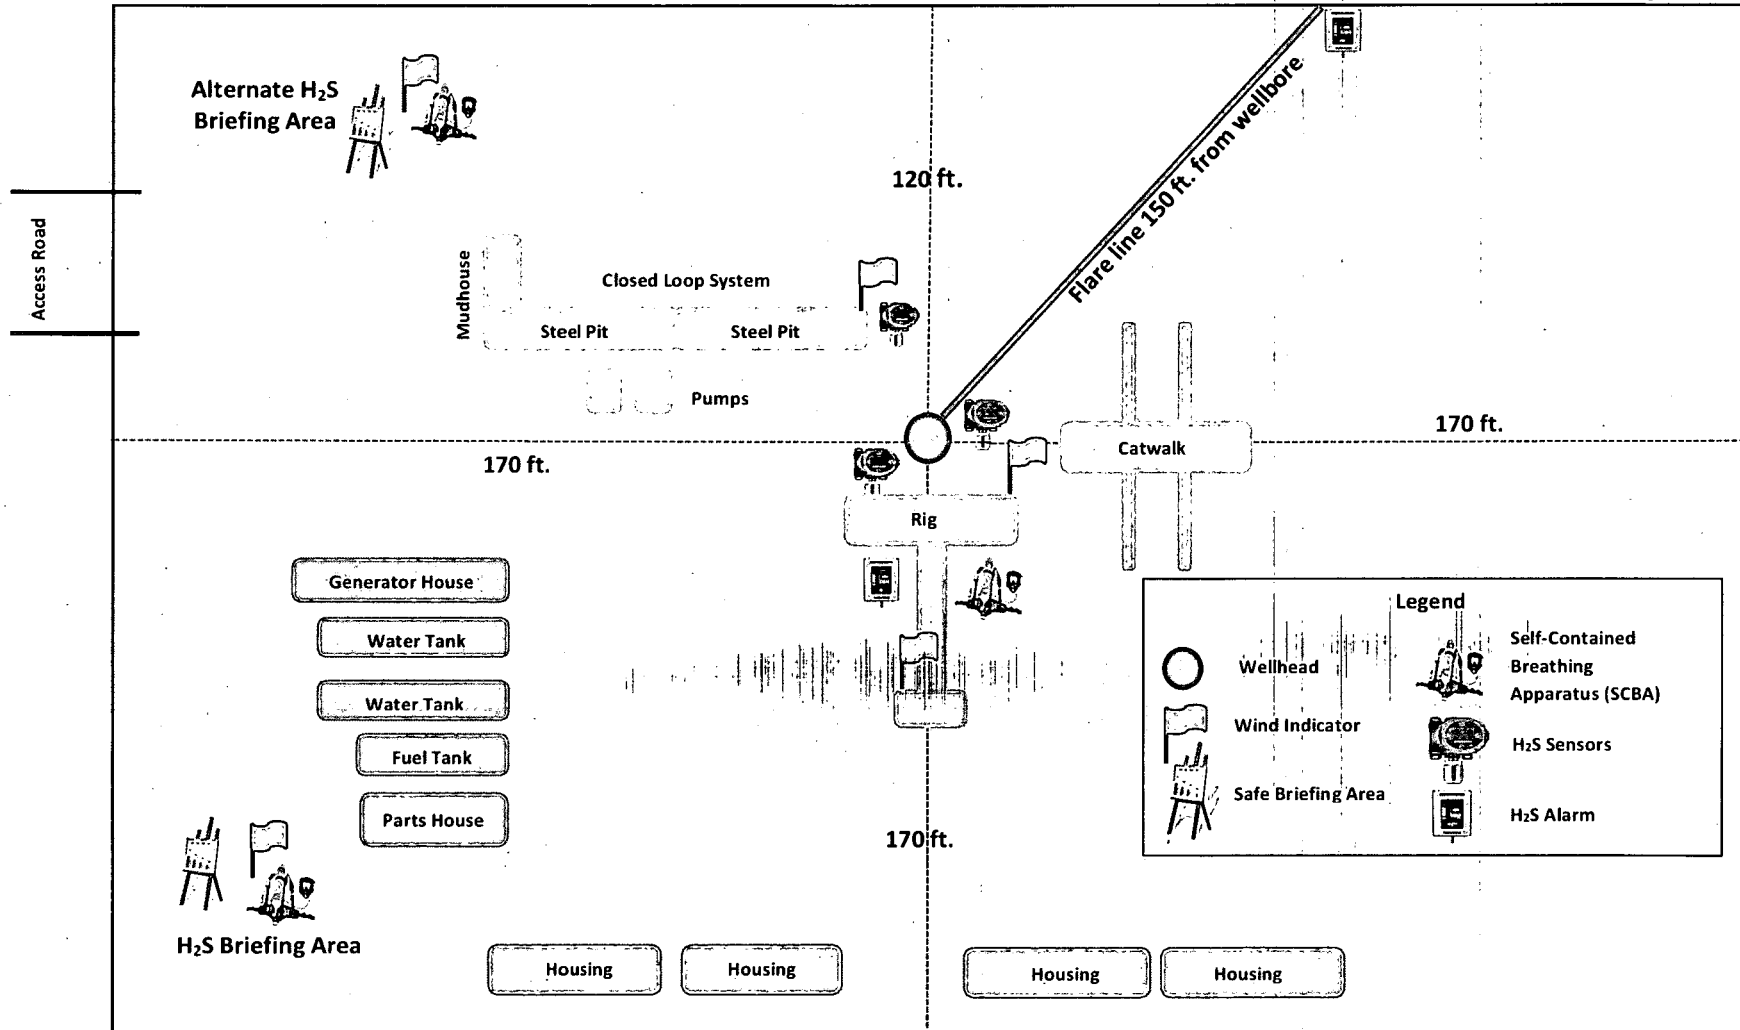 Alternate H₂S
Briefing Area
120 ft.
Flare line 150 ft. from wellbore
Access Road
Mudhouse
Closed Loop System
Steel Pit
Steel Pit
Pumps
170 ft.
170 ft.
Catwalk
Rig
Generator House
Water Tank
Water Tank
Fuel Tank
Parts House
170 ft.
H₂S Briefing Area
Housing
Housing
Housing
Housing
Legend
Wellhead
Wind Indicator
Safe Briefing Area
Self-Contained
Breathing
Apparatus (SCBA)
H₂S Sensors
H₂S Alarm